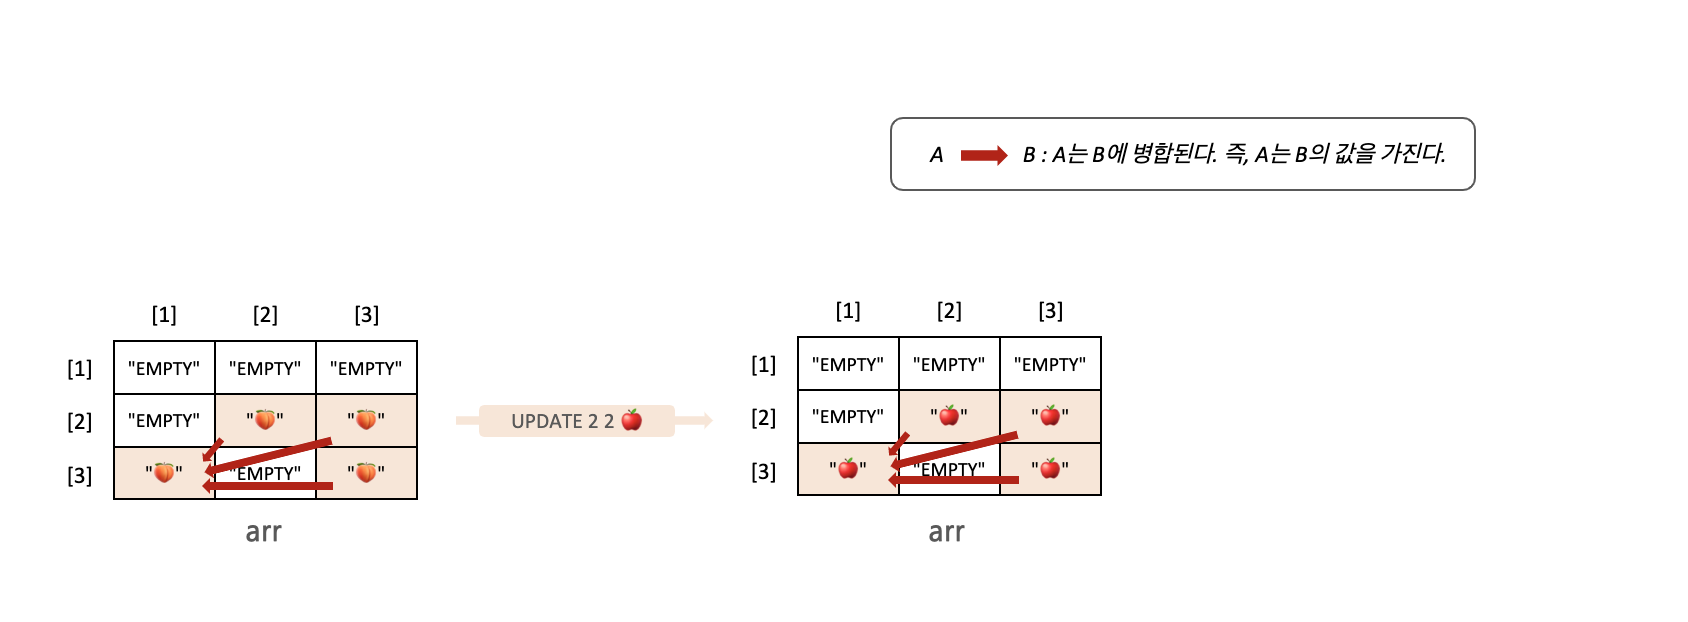 A → B : A는 B에 병합된다. 즉, A는 B의 값을 가진다.
[1] [2] [3]
[1] "EMPTY" "EMPTY" "EMPTY"
[2] "EMPTY" "🍑" "🍑"
[3] "🍑" "EMPTY" "🍑"
arr
UPDATE 2 2 🍎
[1] [2] [3]
[1] "EMPTY" "EMPTY" "EMPTY"
[2] "EMPTY" "🍎" "🍎"
[3] "🍎" "EMPTY" "🍎"
arr